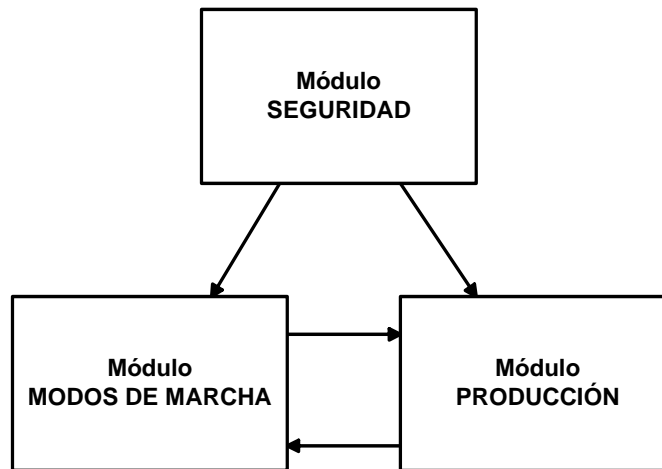 Módulo
SEGURIDAD
Módulo
MODOS DE MARCHA
Módulo
PRODUCCIÓN